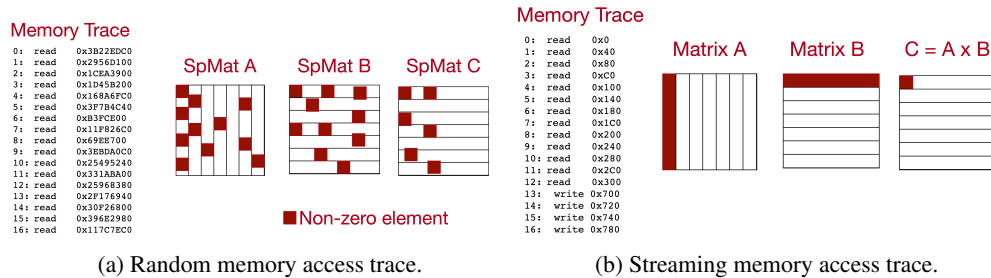 Memory Trace
0: read 0x3B22EDC0
1: read 0x2956D100
2: read 0x1CEA3900
3: read 0x1D45B200
4: read 0x168A6FC0
5: read 0x3F7B4C40
6: read 0xB3FCE00
7: read 0x11F826C0
8: read 0x69EE700
9: read 0x3EBDA0C0
10: read 0x25495240
11: read 0x331ABA00
12: read 0x25968380
13: read 0x2F176940
14: read 0x30F26800
15: read 0x396E2980
16: read 0x117C7EC0
SpMat A
SpMat B
SpMat C
Non-zero element
(a) Random memory access trace.
Memory Trace
0: read 0x0
1: read 0x40
2: read 0x80
3: read 0xC0
4: read 0x100
5: read 0x140
6: read 0x180
7: read 0x1C0
8: read 0x200
9: read 0x240
10: read 0x280
11: read 0x2C0
12: read 0x300
13: write 0x700
14: write 0x720
15: write 0x740
16: write 0x780
Matrix A
Matrix B
C = A x B
(b) Streaming memory access trace.